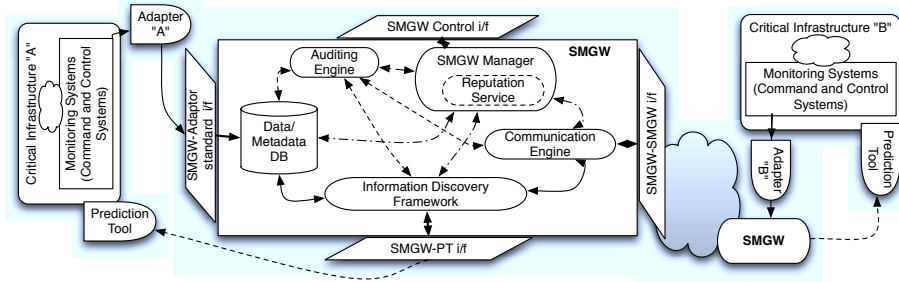 Critical Infrastructure "A"
Monitoring Systems
(Command and Control
Systems)
Adapter
"A"
Prediction
Tool
SMGW-Adaptor
standard i/f
SMGW Control i/f
SMGW
Auditing
Engine
SMGW Manager
Reputation
Service
Data/
Metadata
DB
Communication
Engine
Information Discovery
Framework
SMGW-PT i/f
SMGW-SMGW i/f
Critical Infrastructure "B"
Monitoring Systems
(Command and Control
Systems)
Adapter
"B"
Prediction
Tool
SMGW